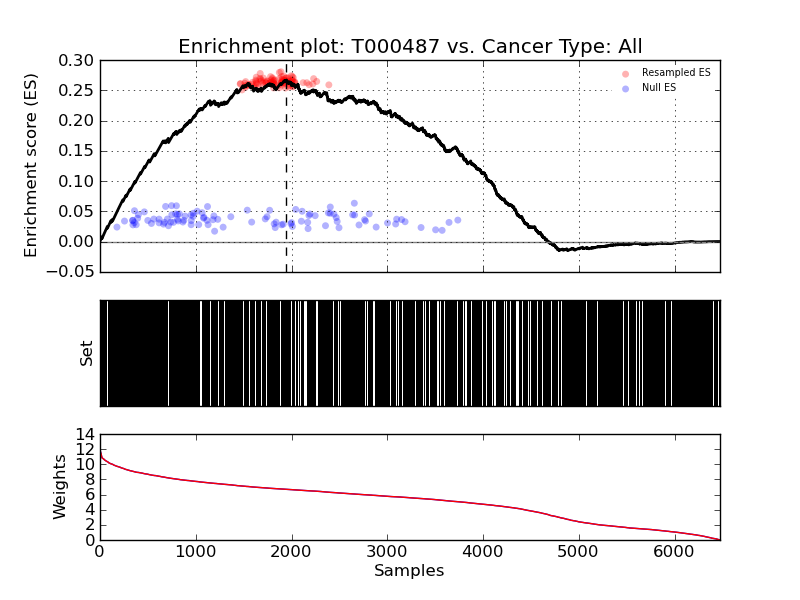 Enrichment plot: T000487 vs. Cancer Type: All
0.30
0.25
0.20
0.15
0.10
0.05
0.00
−0.05
Enrichment score (ES)
Resampled ES
Null ES
Set
14
12
10
8
6
4
2
0
Weights
0 1000 2000 3000 4000 5000 6000
Samples